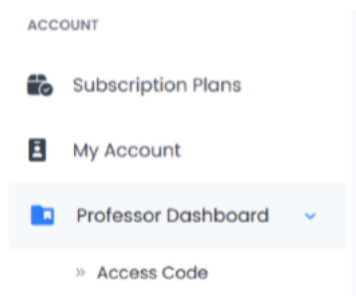 ACCOUNT
Subscription Plans
My Account
Professor Dashboard
» Access Code